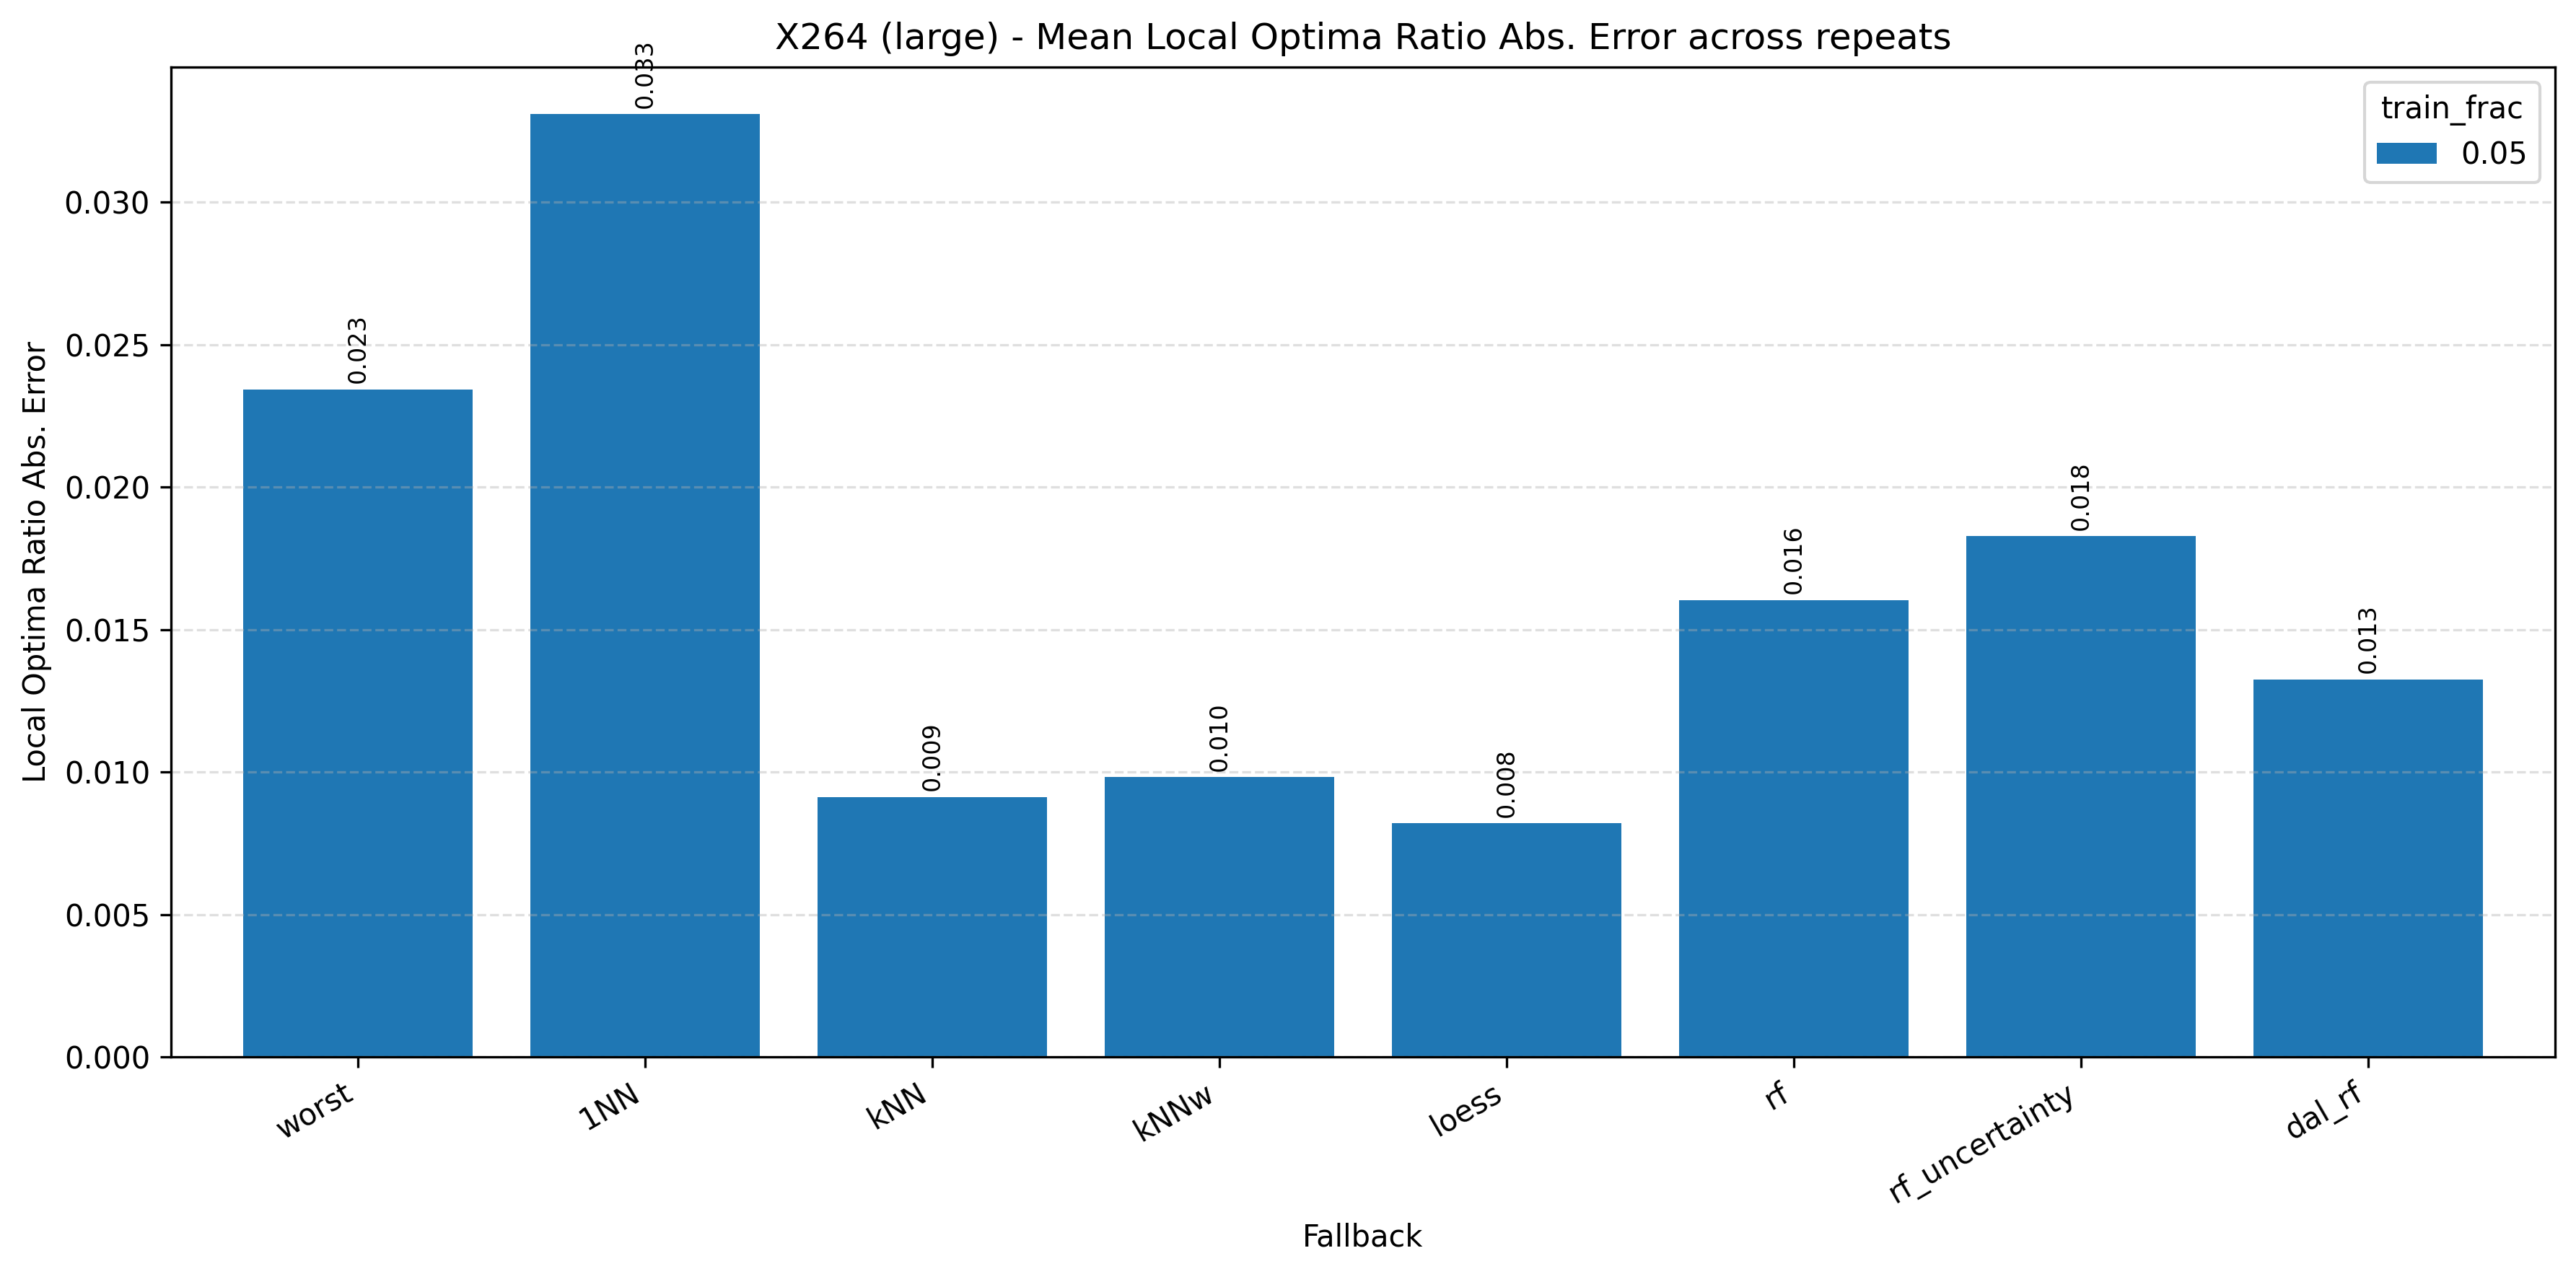 X264 (large) - Mean Local Optima Ratio Abs. Error across repeats
train_frac
0.05
Local Optima Ratio Abs. Error
0.030
0.025
0.020
0.015
0.010
0.005
0.000
0.023
0.033
0.009
0.010
0.008
0.016
0.018
0.013
worst
1NN
kNN
kNNw
loess
rf
rf_uncertainty
dal_rf
Fallback